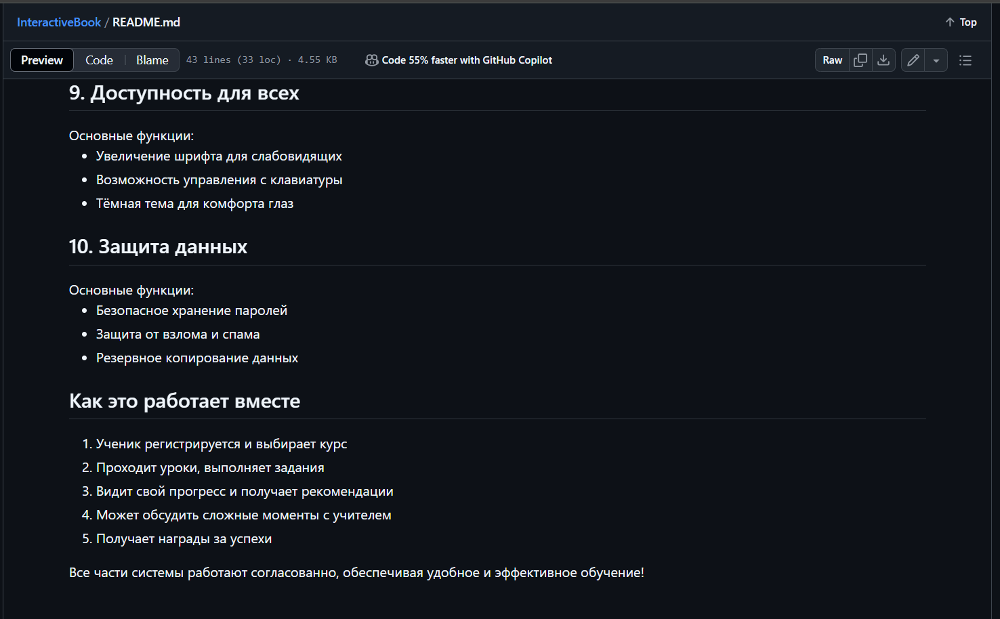 InteractiveBook / README.md
Top
Preview Code Blame 43 lines (33 loc) · 4.55 KB Code 55% faster with GitHub Copilot Raw
9. Доступность для всех
Основные функции:
• Увеличение шрифта для слабовидящих
• Возможность управления с клавиатуры
• Тёмная тема для комфорта глаз
10. Защита данных
Основные функции:
• Безопасное хранение паролей
• Защита от взлома и спама
• Резервное копирование данных
Как это работает вместе
1. Ученик регистрируется и выбирает курс
2. Проходит уроки, выполняет задания
3. Видит свой прогресс и получает рекомендации
4. Может обсудить сложные моменты с учителем
5. Получает награды за успехи
Все части системы работают согласованно, обеспечивая удобное и эффективное обучение!